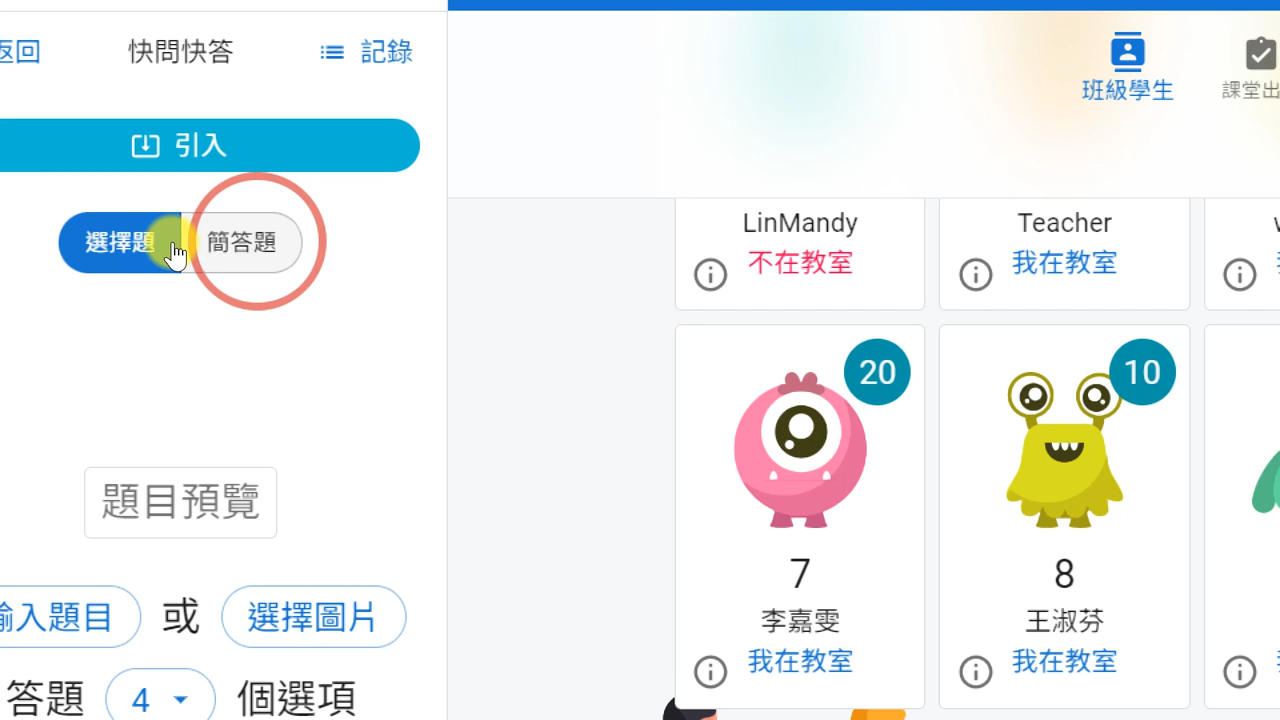 返回 快問快答 記錄
引入
選擇題 簡答題
題目預覽
輸入題目 或 選擇圖片
答題 4 個選項
班級學生
課堂出
LinMandy
不在教室
Teacher
我在教室
20
7
李嘉雯
我在教室
10
8
王淑芬
我在教室